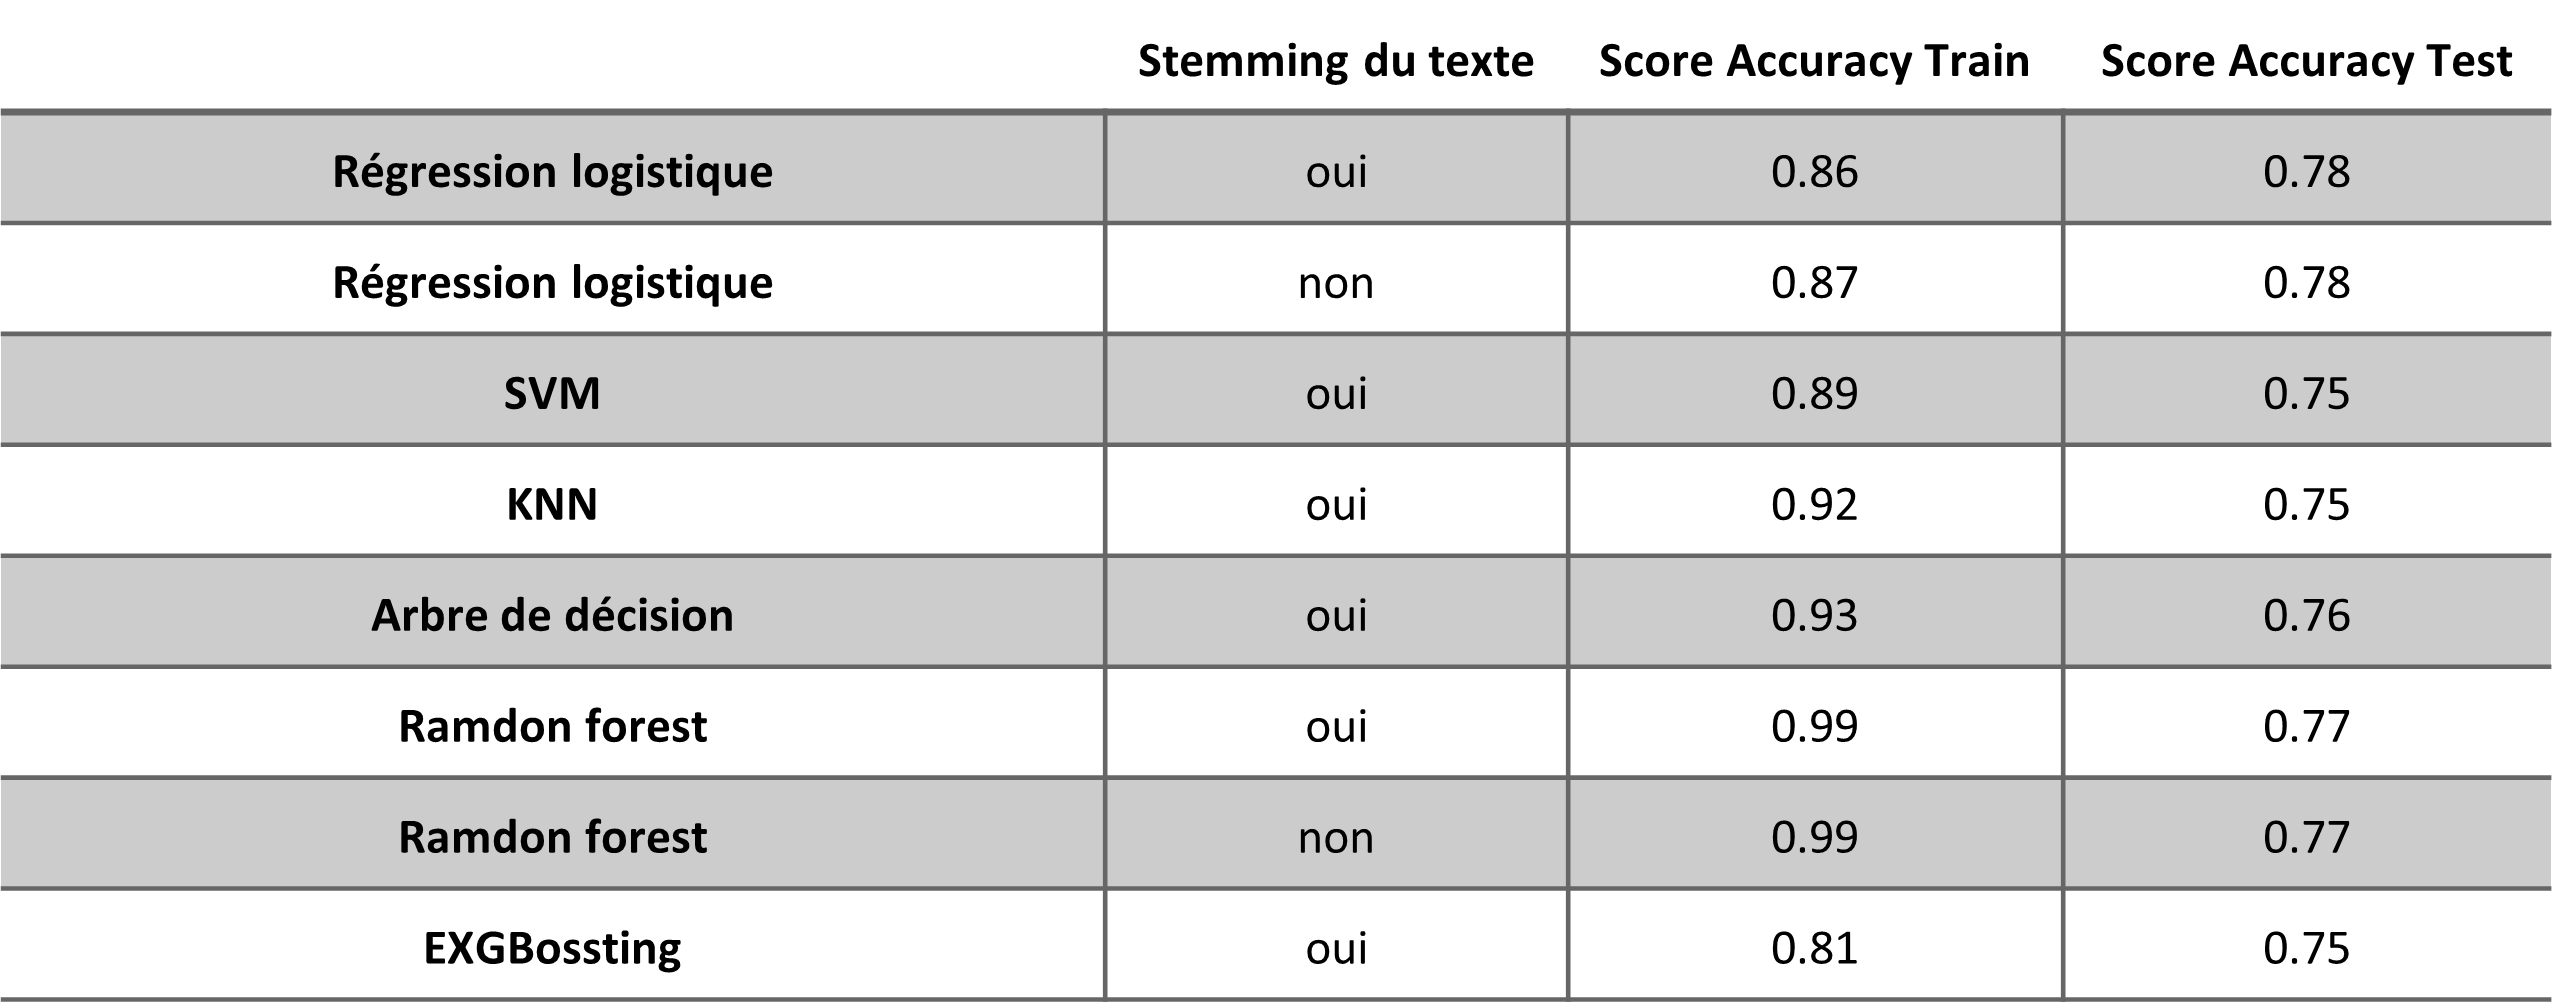 Stemming du texte Score Accuracy Train Score Accuracy Test
Régression logistique oui 0.86 0.78
Régression logistique non 0.87 0.78
SVM oui 0.89 0.75
KNN oui 0.92 0.75
Arbre de décision oui 0.93 0.76
Ramdon forest oui 0.99 0.77
Ramdon forest non 0.99 0.77
EXGBossting oui 0.81 0.75